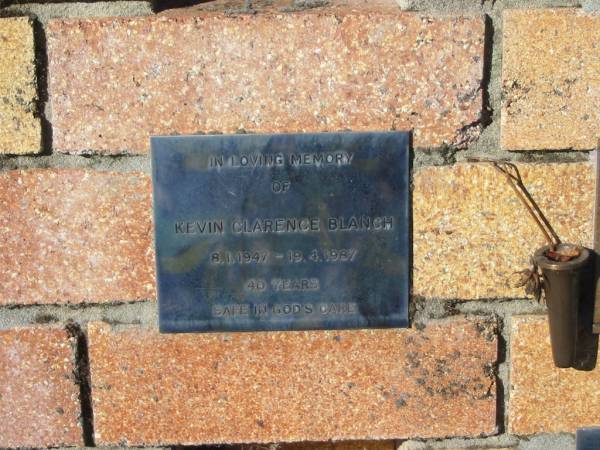 IN LOVING MEMORY
OF
KEVIN CLARENCE BLANCH
8.1.1947 - 19.4.1987
40 YEARS
SAFE IN GOD'S CARE